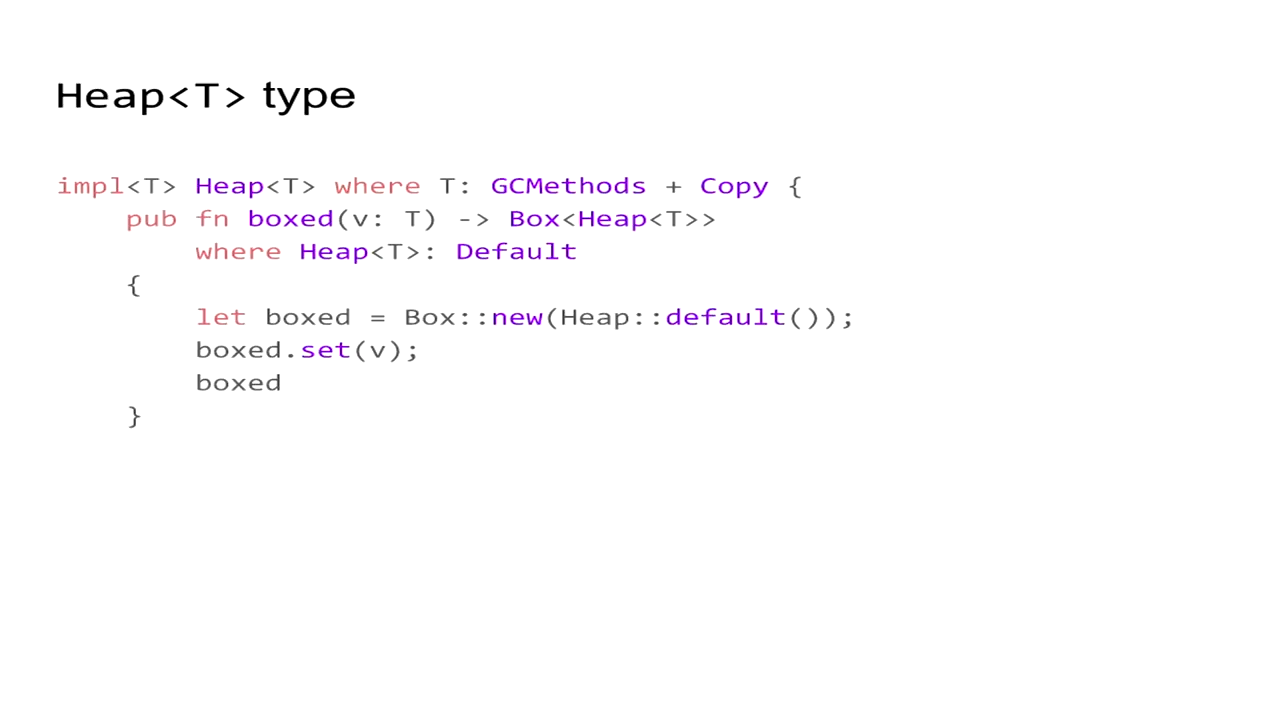 Heap<T> type
impl<T> Heap<T> where T: GCMethods + Copy {
    pub fn boxed(v: T) -> Box<Heap<T>>
        where Heap<T>: Default
    {
        let boxed = Box::new(Heap::default());
        boxed.set(v);
        boxed
    }